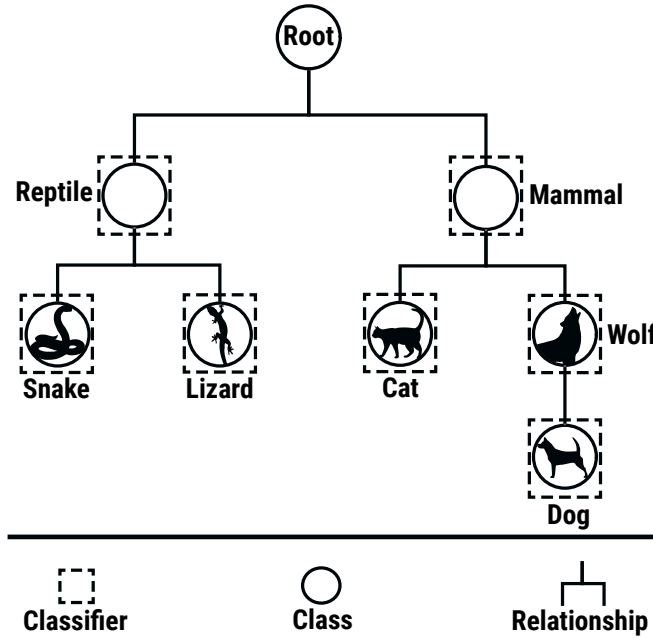 Root
Reptile
Mammal
Snake
Lizard
Cat
Wolf
Dog
Classifier
Class
Relationship